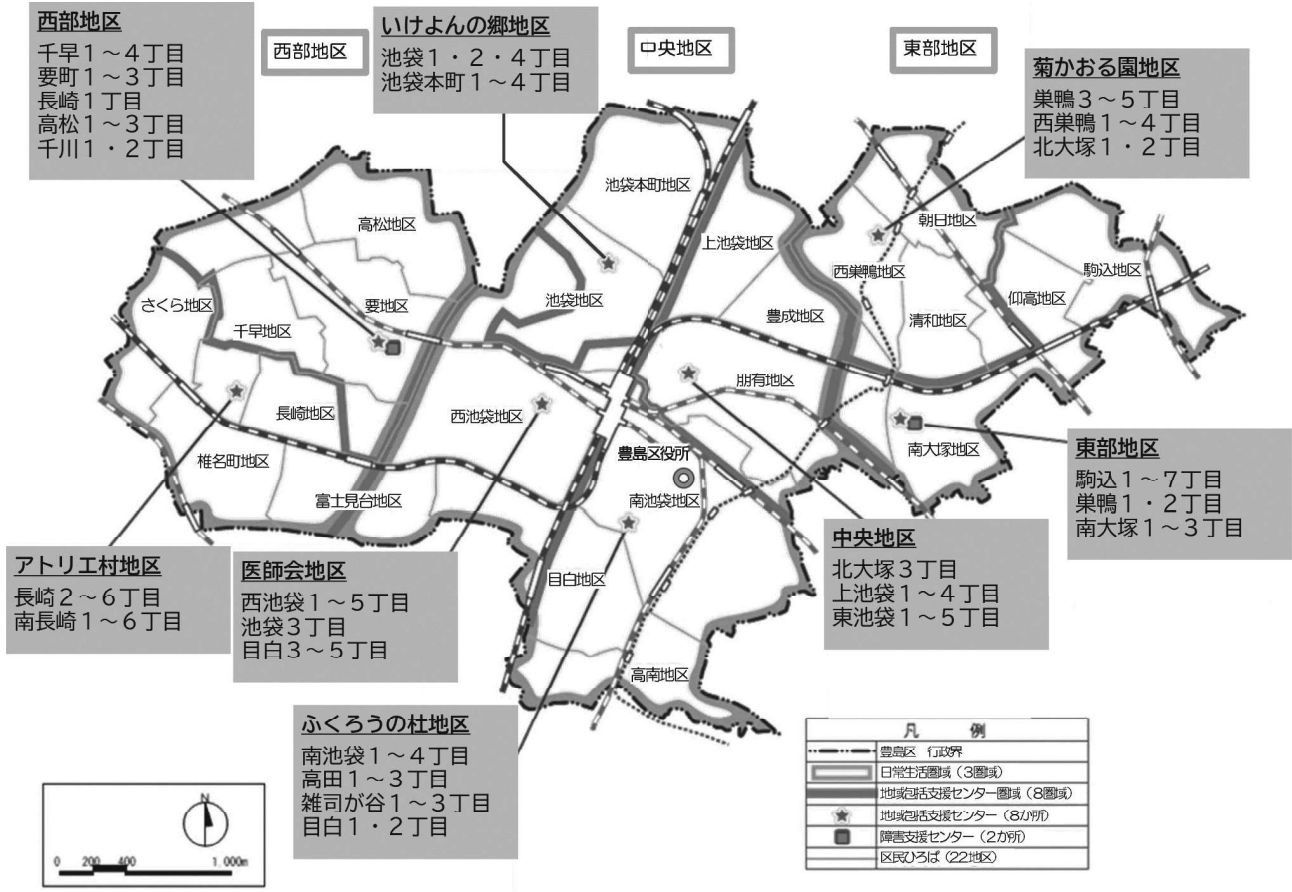 西部地区
千早１～４丁目
要町１～３丁目
長崎１丁目
高松１～３丁目
千川１・２丁目
西部地区
いけよんの郷地区
池袋１・２・４丁目
池袋本町１～４丁目
中央地区
東部地区
菊かおる園地区
巣鴨３～５丁目
西巣鴨１～４丁目
北大塚１・２丁目
池袋本町地区
高松地区
上池袋地区
朝日地区
西巣鴨地区
駒込地区
さくら地区
要地区
池袋地区
仰高地区
千早地区
豊成地区
清和地区
朋有地区
長崎地区
西池袋地区
南大塚地区
椎名町地区
豊島区役所
富士見台地区
南池袋地区
目白地区
高南地区
東部地区
駒込１～７丁目
巣鴨１・２丁目
南大塚１～３丁目
中央地区
北大塚３丁目
上池袋１～４丁目
東池袋１～５丁目
アトリエ村地区
長崎２～６丁目
南長崎１～６丁目
医師会地区
西池袋１～５丁目
池袋３丁目
目白３～５丁目
ふくろうの杜地区
南池袋１～４丁目
高田１～３丁目
雑司が谷１～３丁目
目白１・２丁目
凡　例
豊島区　行政界
日常生活圏域（3圏域）
地域包括支援センター圏域（8圏域）
地域包括支援センター（8か所）
障害支援センター（2か所）
区民ひろば（22地区）
N
0 200 400 1,000m